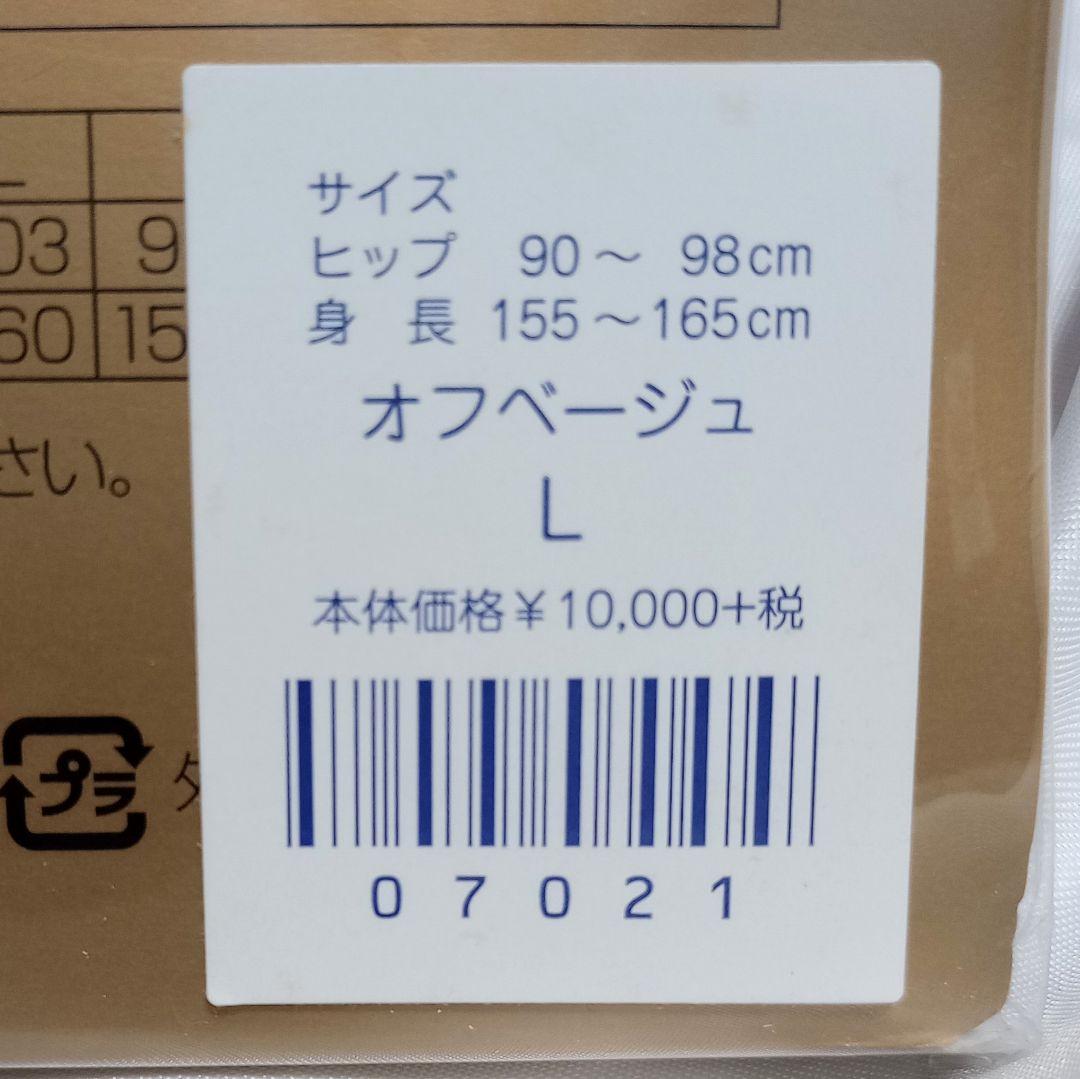 サイズ
ヒップ 90～ 98cm
身 長 155～165cm
オフベージュ
L
本体価格¥10,000+税
07021
03 9
60 15
さい。
プラ